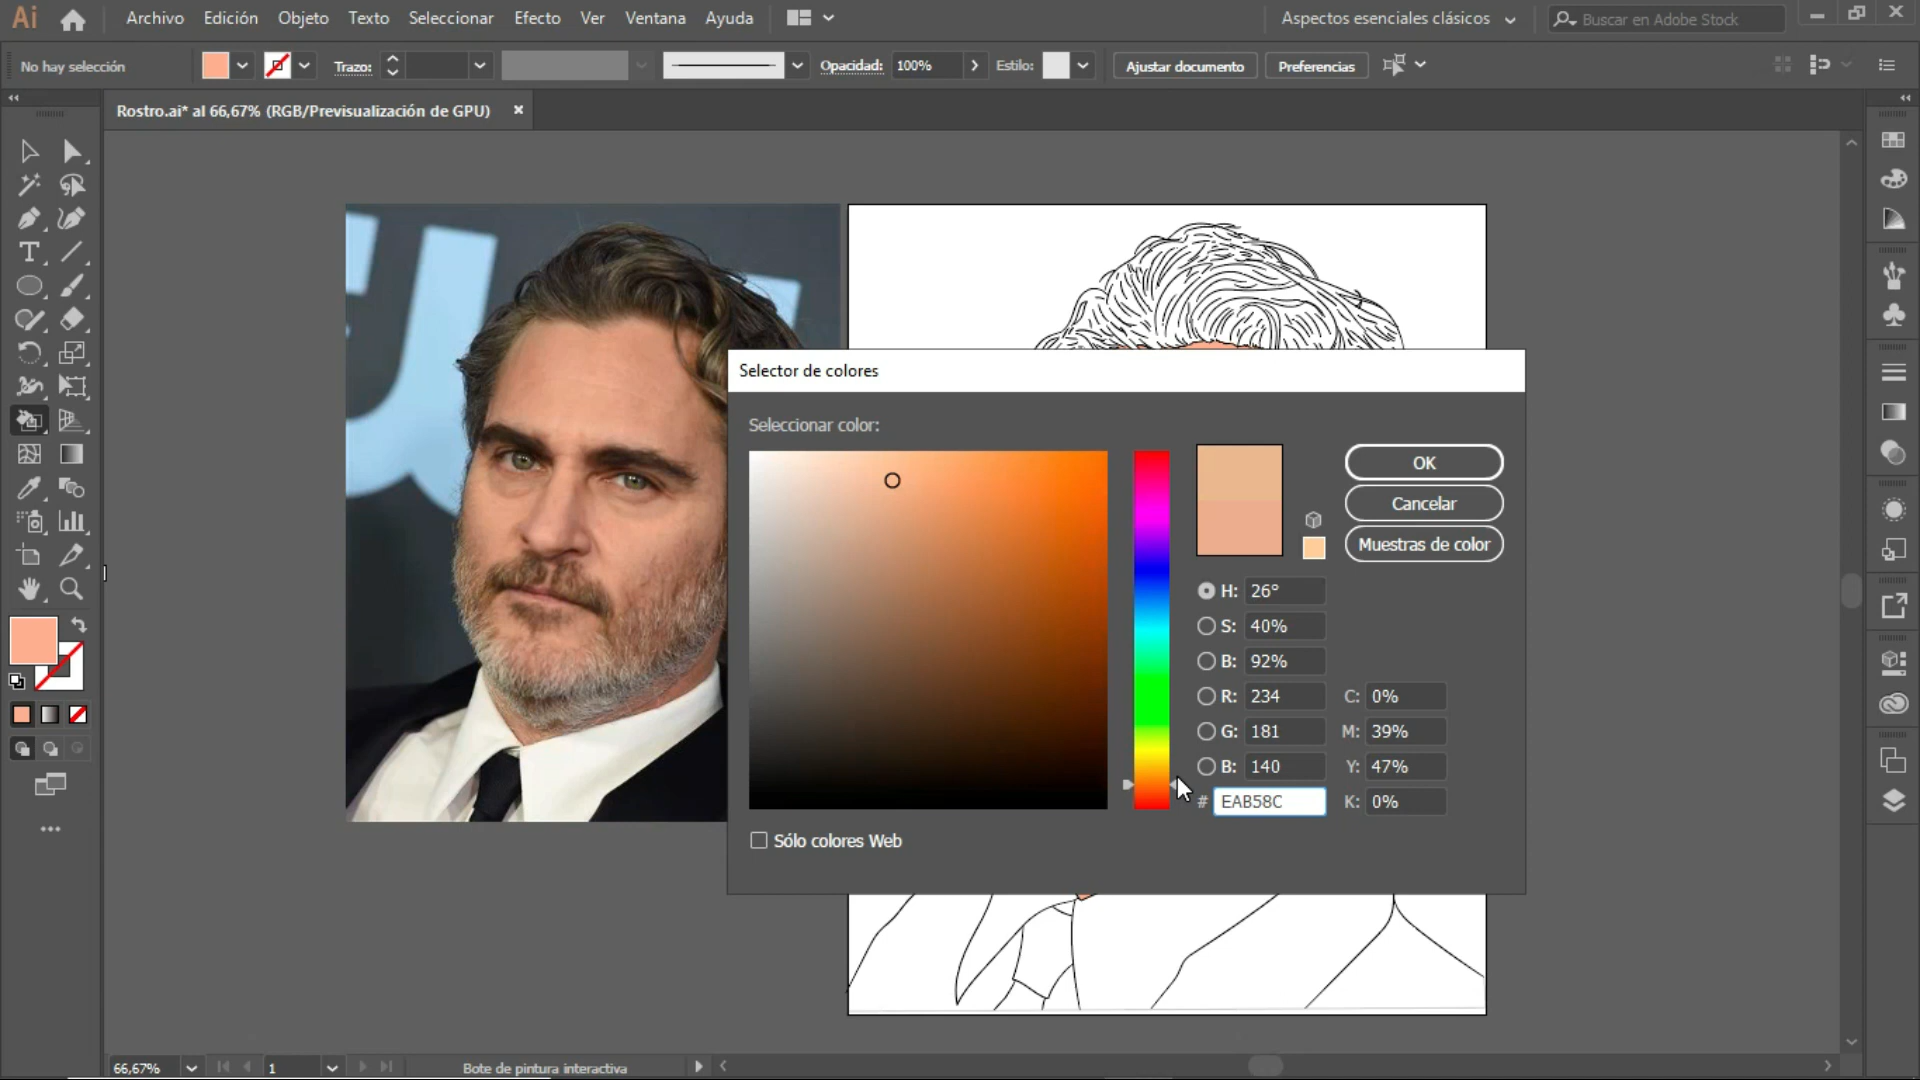 Ai Archivo Edición Objeto Texto Seleccionar Efecto Ver Ventana Ayuda Aspectos esenciales clásicos Buscar en Adobe Stock
No hay selección Trazo: Opacidad: 100% Estilo: Ajustar documento Preferencias
Rostro.ai* al 66,67% (RGB/Previsualización de GPU) ×
Selector de colores
Seleccionar color:
OK
Cancelar
Muestras de color
H: 26°
S: 40%
B: 92%
R: 234 C: 0%
G: 181 M: 39%
B: 140 Y: 47%
# EAB58C K: 0%
Sólo colores Web
66,67% 1 Bote de pintura interactiva